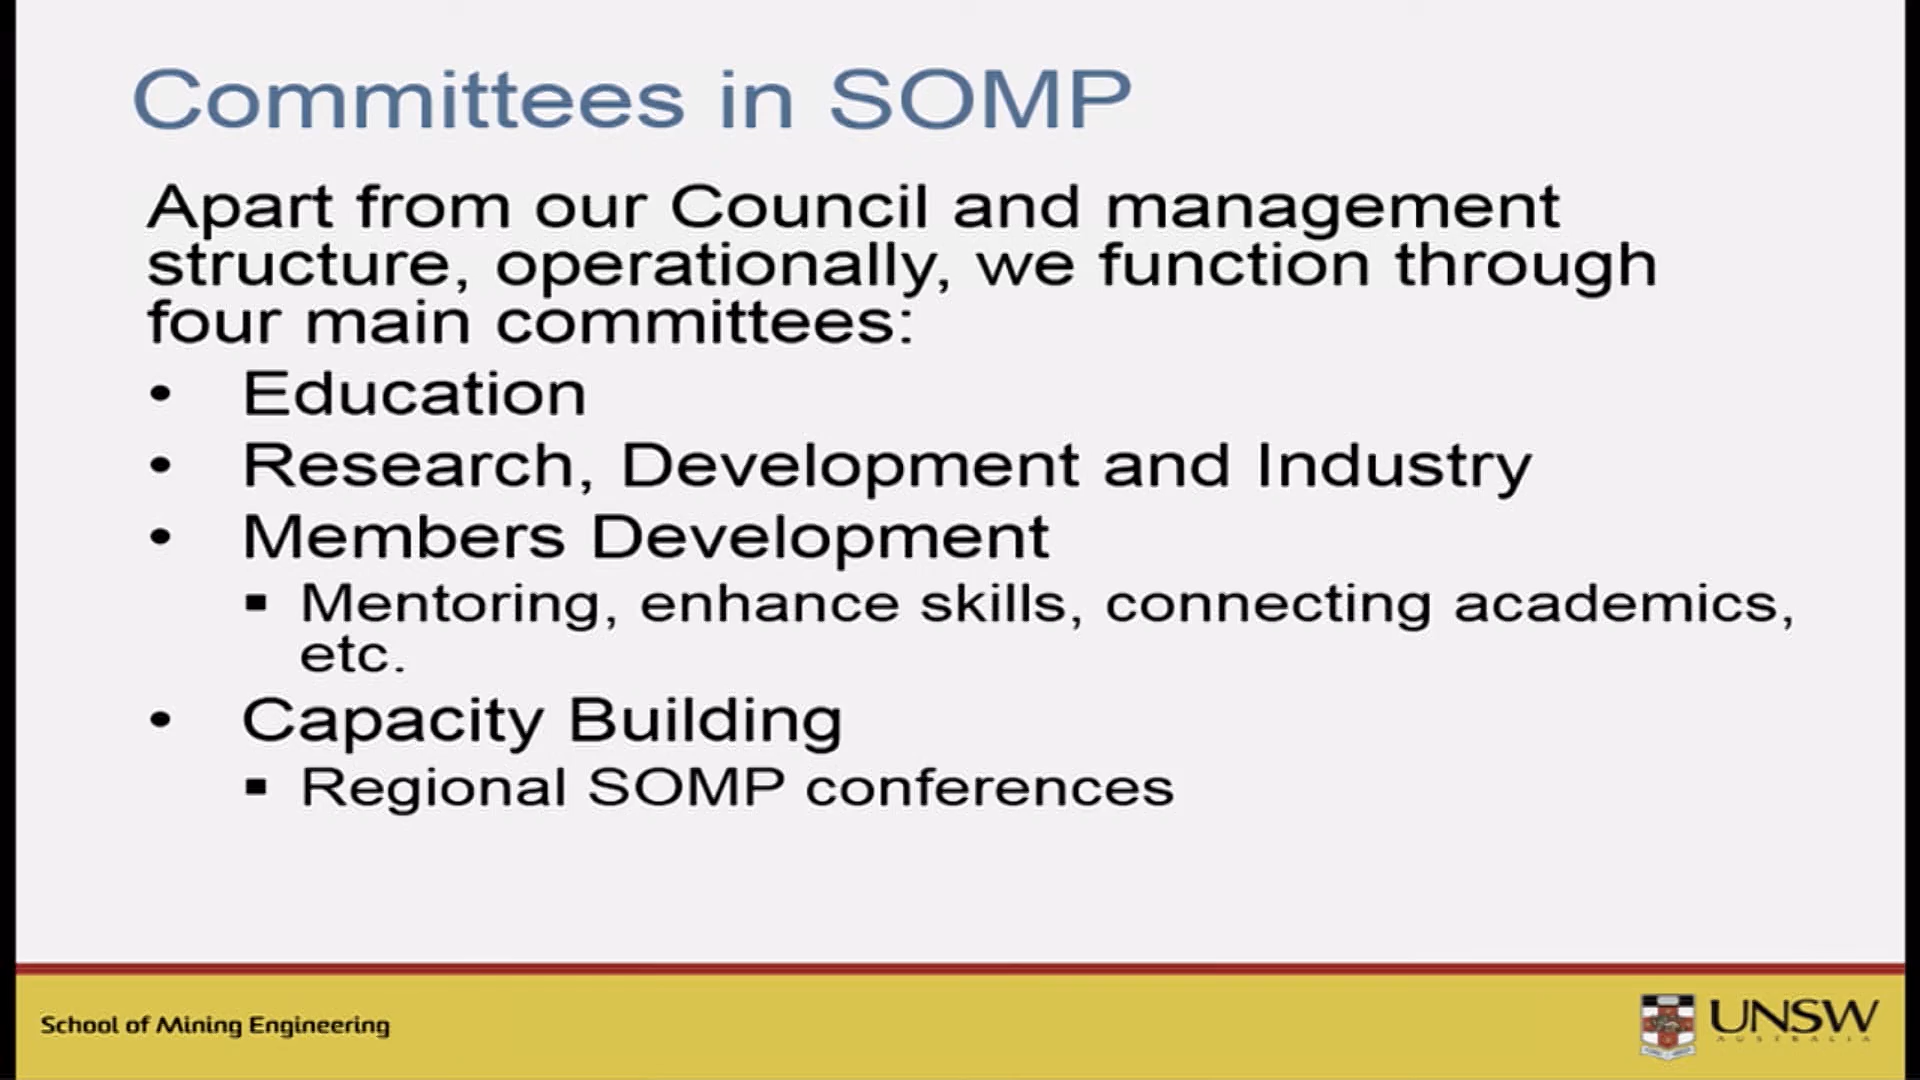 Committees in SOMP
Apart from our Council and management
structure, operationally, we function through
four main committees:
• Education
• Research, Development and Industry
• Members Development
▪ Mentoring, enhance skills, connecting academics,
etc.
• Capacity Building
▪ Regional SOMP conferences
School of Mining Engineering
UNSW
AUSTRALIA